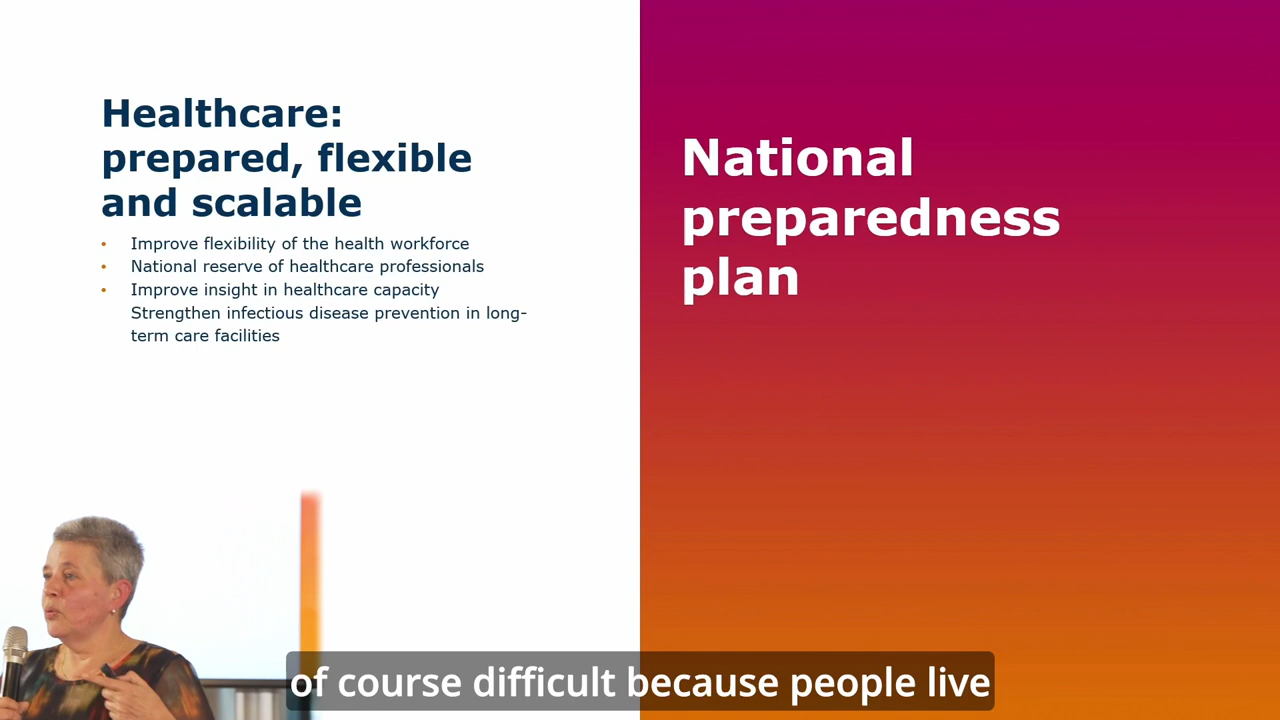 Healthcare:
prepared, flexible
and scalable
• Improve flexibility of the health workforce
• National reserve of healthcare professionals
• Improve insight in healthcare capacity
Strengthen infectious disease prevention in long-
term care facilities
National
preparedness
plan
of course difficult because people live